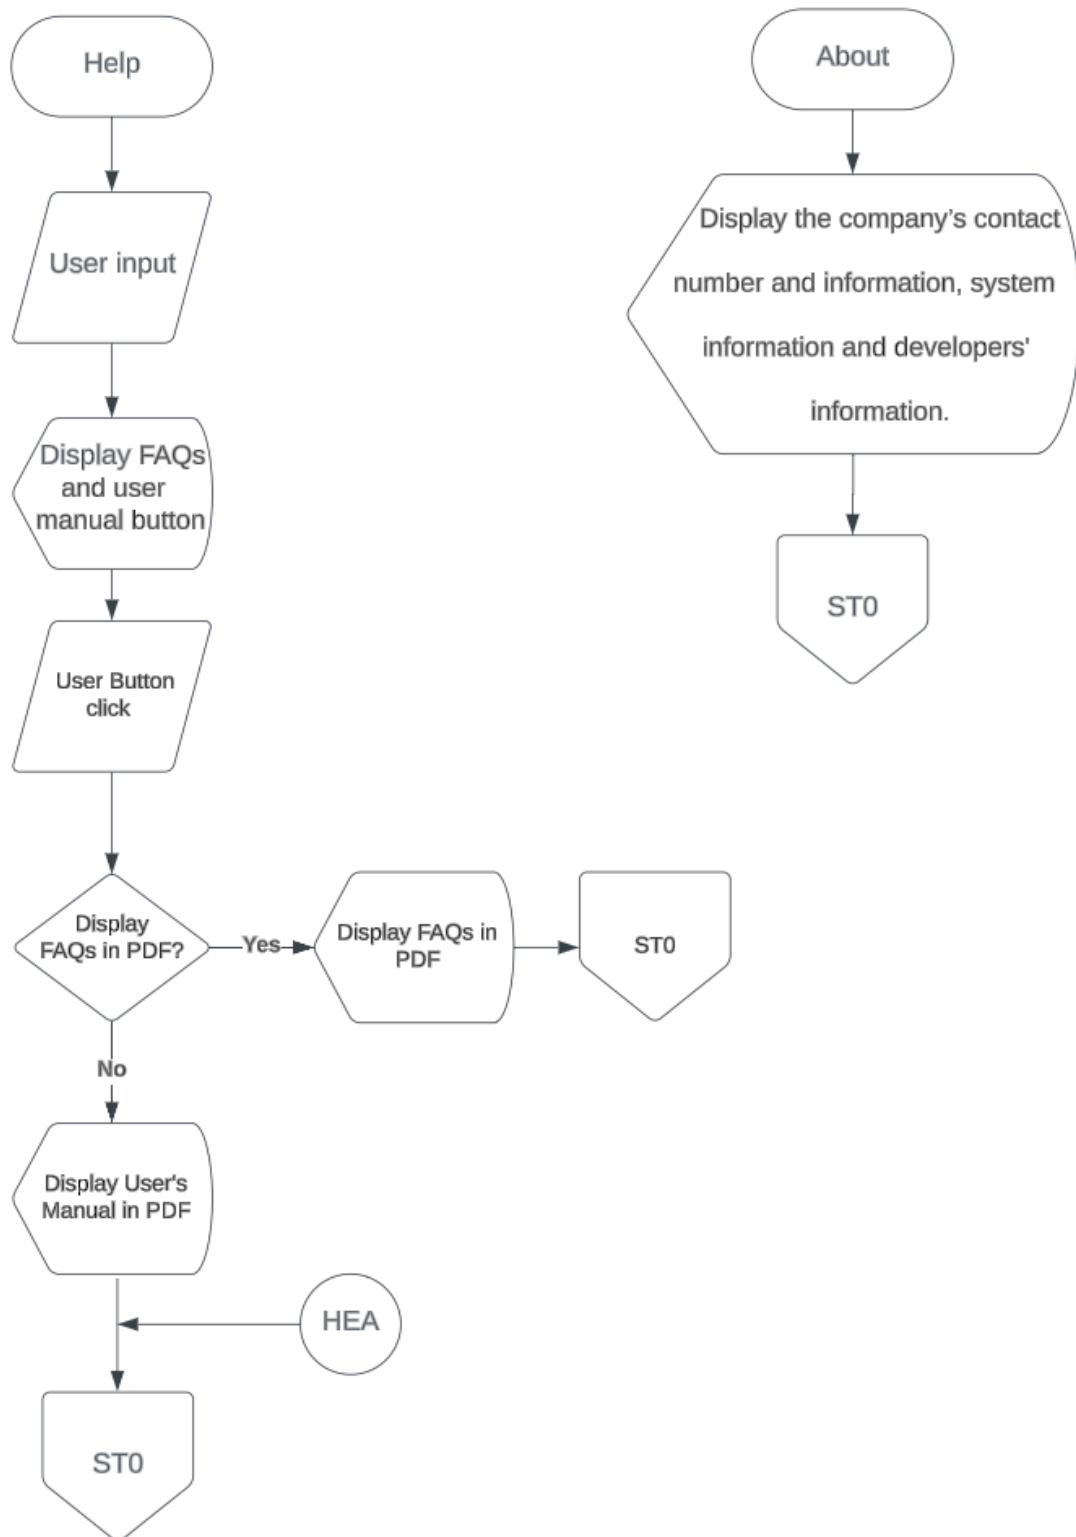 Help
User input
Display FAQs
and user
manual button
User Button
click
Display
FAQs in PDF?
Yes
Display FAQs in
PDF
ST0
No
Display User's
Manual in PDF
HEA
ST0
About
Display the company’s contact
number and information, system
information and developers'
information.
ST0